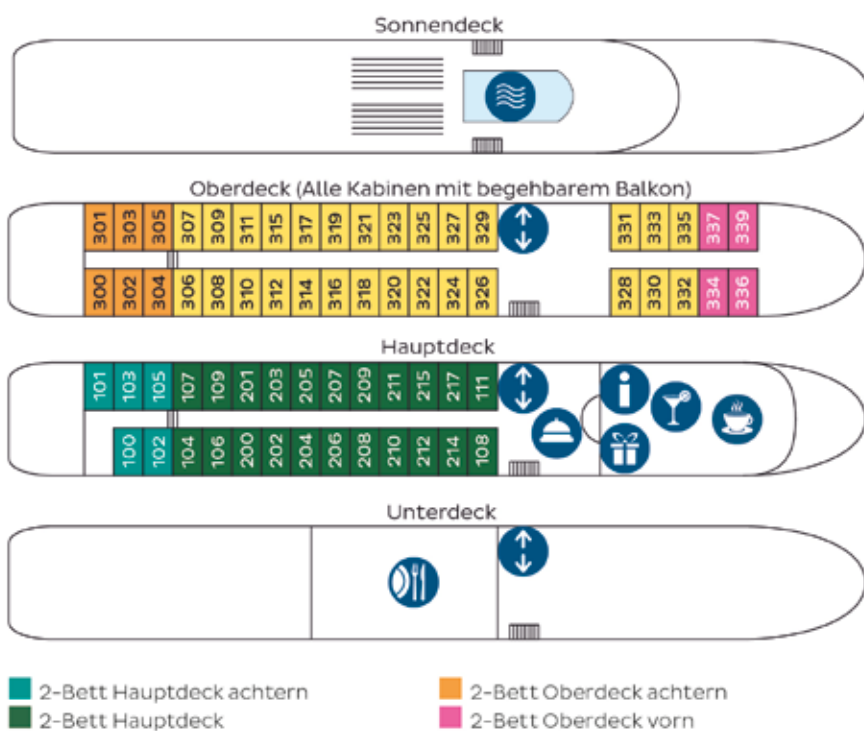 Sonnendeck
Oberdeck (Alle Kabinen mit begehbarem Balkon)
301 303 305 307 309 311 315 317 319 321 323 325 327 329 331 333 335 337 339
300 302 304 306 308 310 312 314 316 318 320 322 324 326 328 330 332 334 336
Hauptdeck
101 103 105 107 109 201 203 205 207 209 211 215 217 111
100 102 104 106 200 202 204 206 208 210 212 214 108
Unterdeck
2-Bett Hauptdeck achtern
2-Bett Oberdeck achtern
2-Bett Hauptdeck
2-Bett Oberdeck vorn